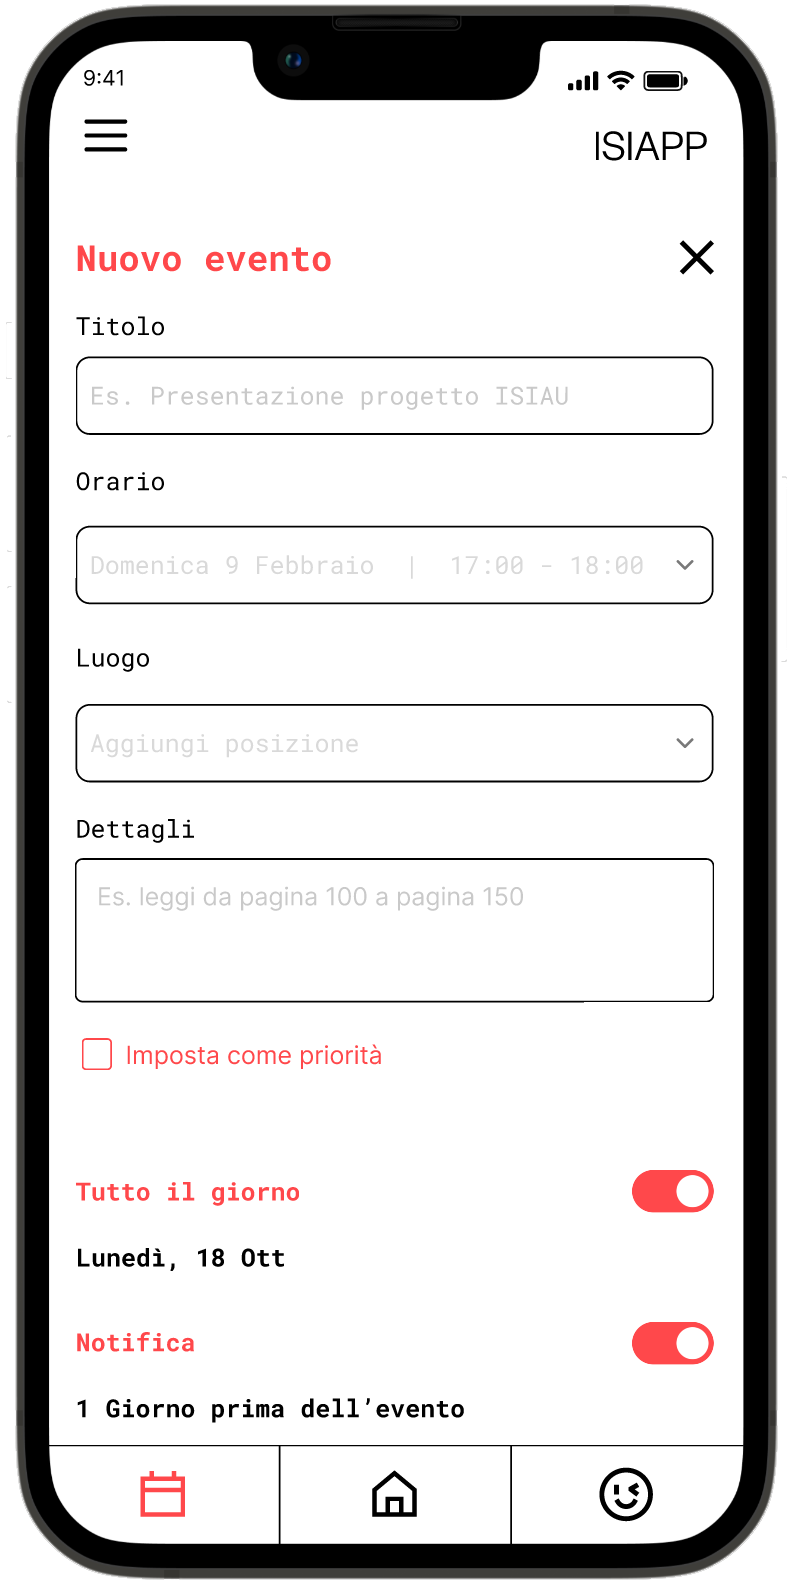 9:41
ISIAPP
Nuovo evento
Titolo
Es. Presentazione progetto ISIAU
Orario
Domenica 9 Febbraio | 17:00 - 18:00
Luogo
Aggiungi posizione
Dettagli
Es. leggi da pagina 100 a pagina 150
Imposta come priorità
Tutto il giorno
Lunedì, 18 Ott
Notifica
1 Giorno prima dell’evento